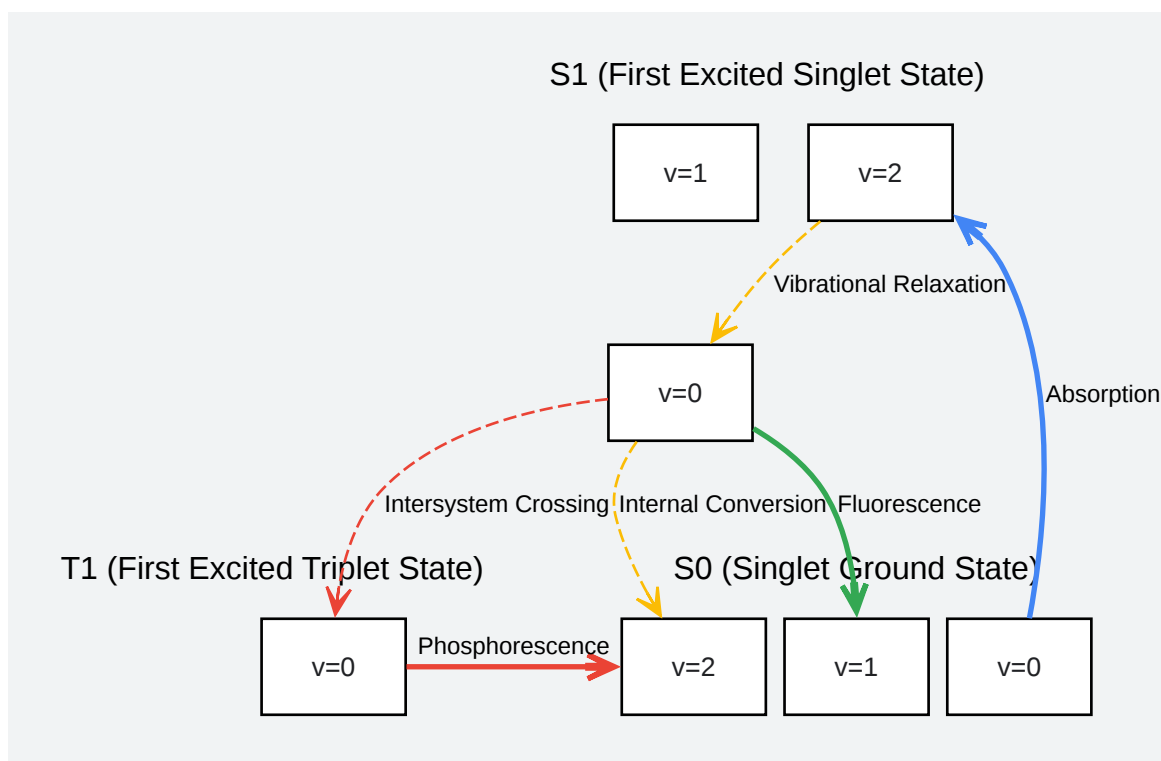 S1 (First Excited Singlet State)
v=1
v=2
Vibrational Relaxation
v=0
Absorption
Intersystem Crossing
Internal Conversion
Fluorescence
T1 (First Excited Triplet State)
S0 (Singlet Ground State)
Phosphorescence
v=0
v=2
v=1
v=0